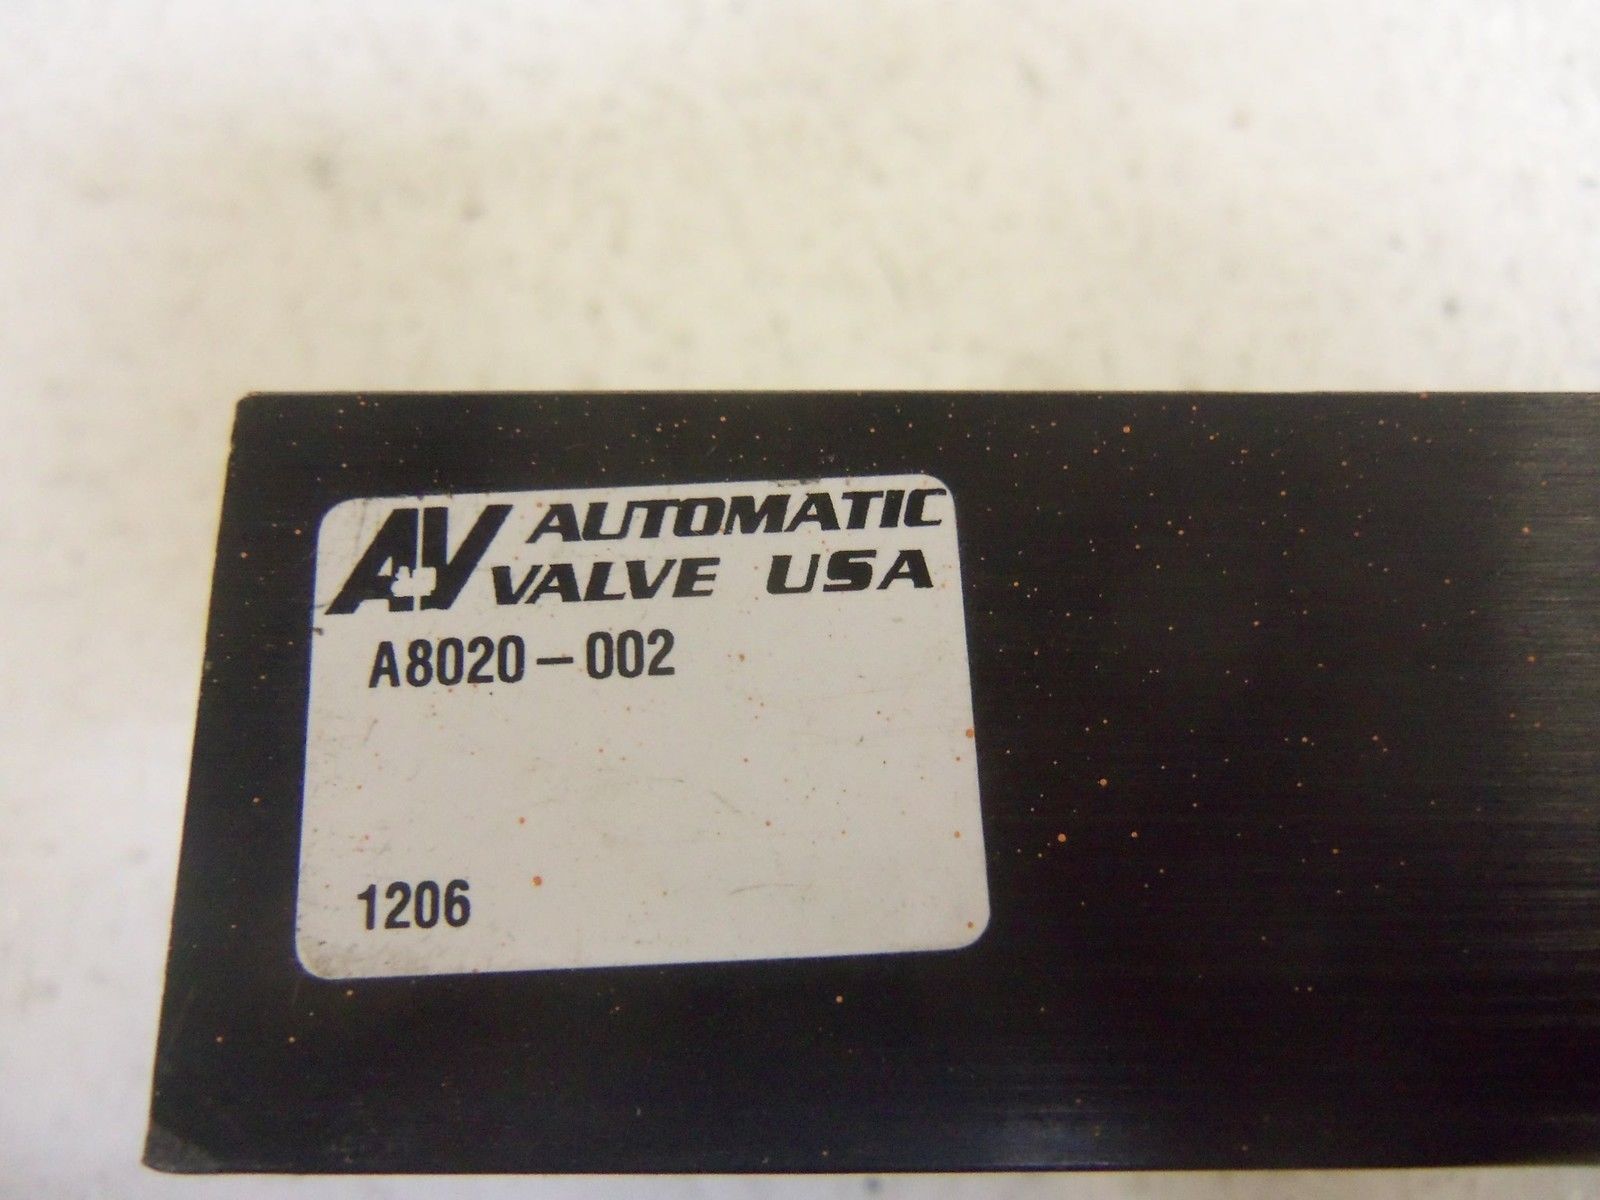 AV AUTOMATIC
VALVE USA
A8020-002
1206